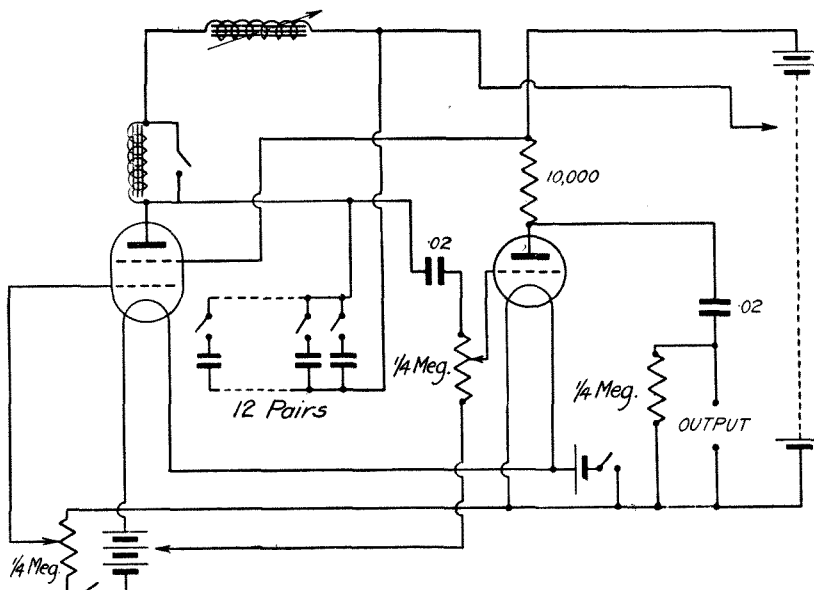 10,000
.02
.02
1/4 Meg.
1/4 Meg.
12 Pairs
OUTPUT
1/4 Meg.